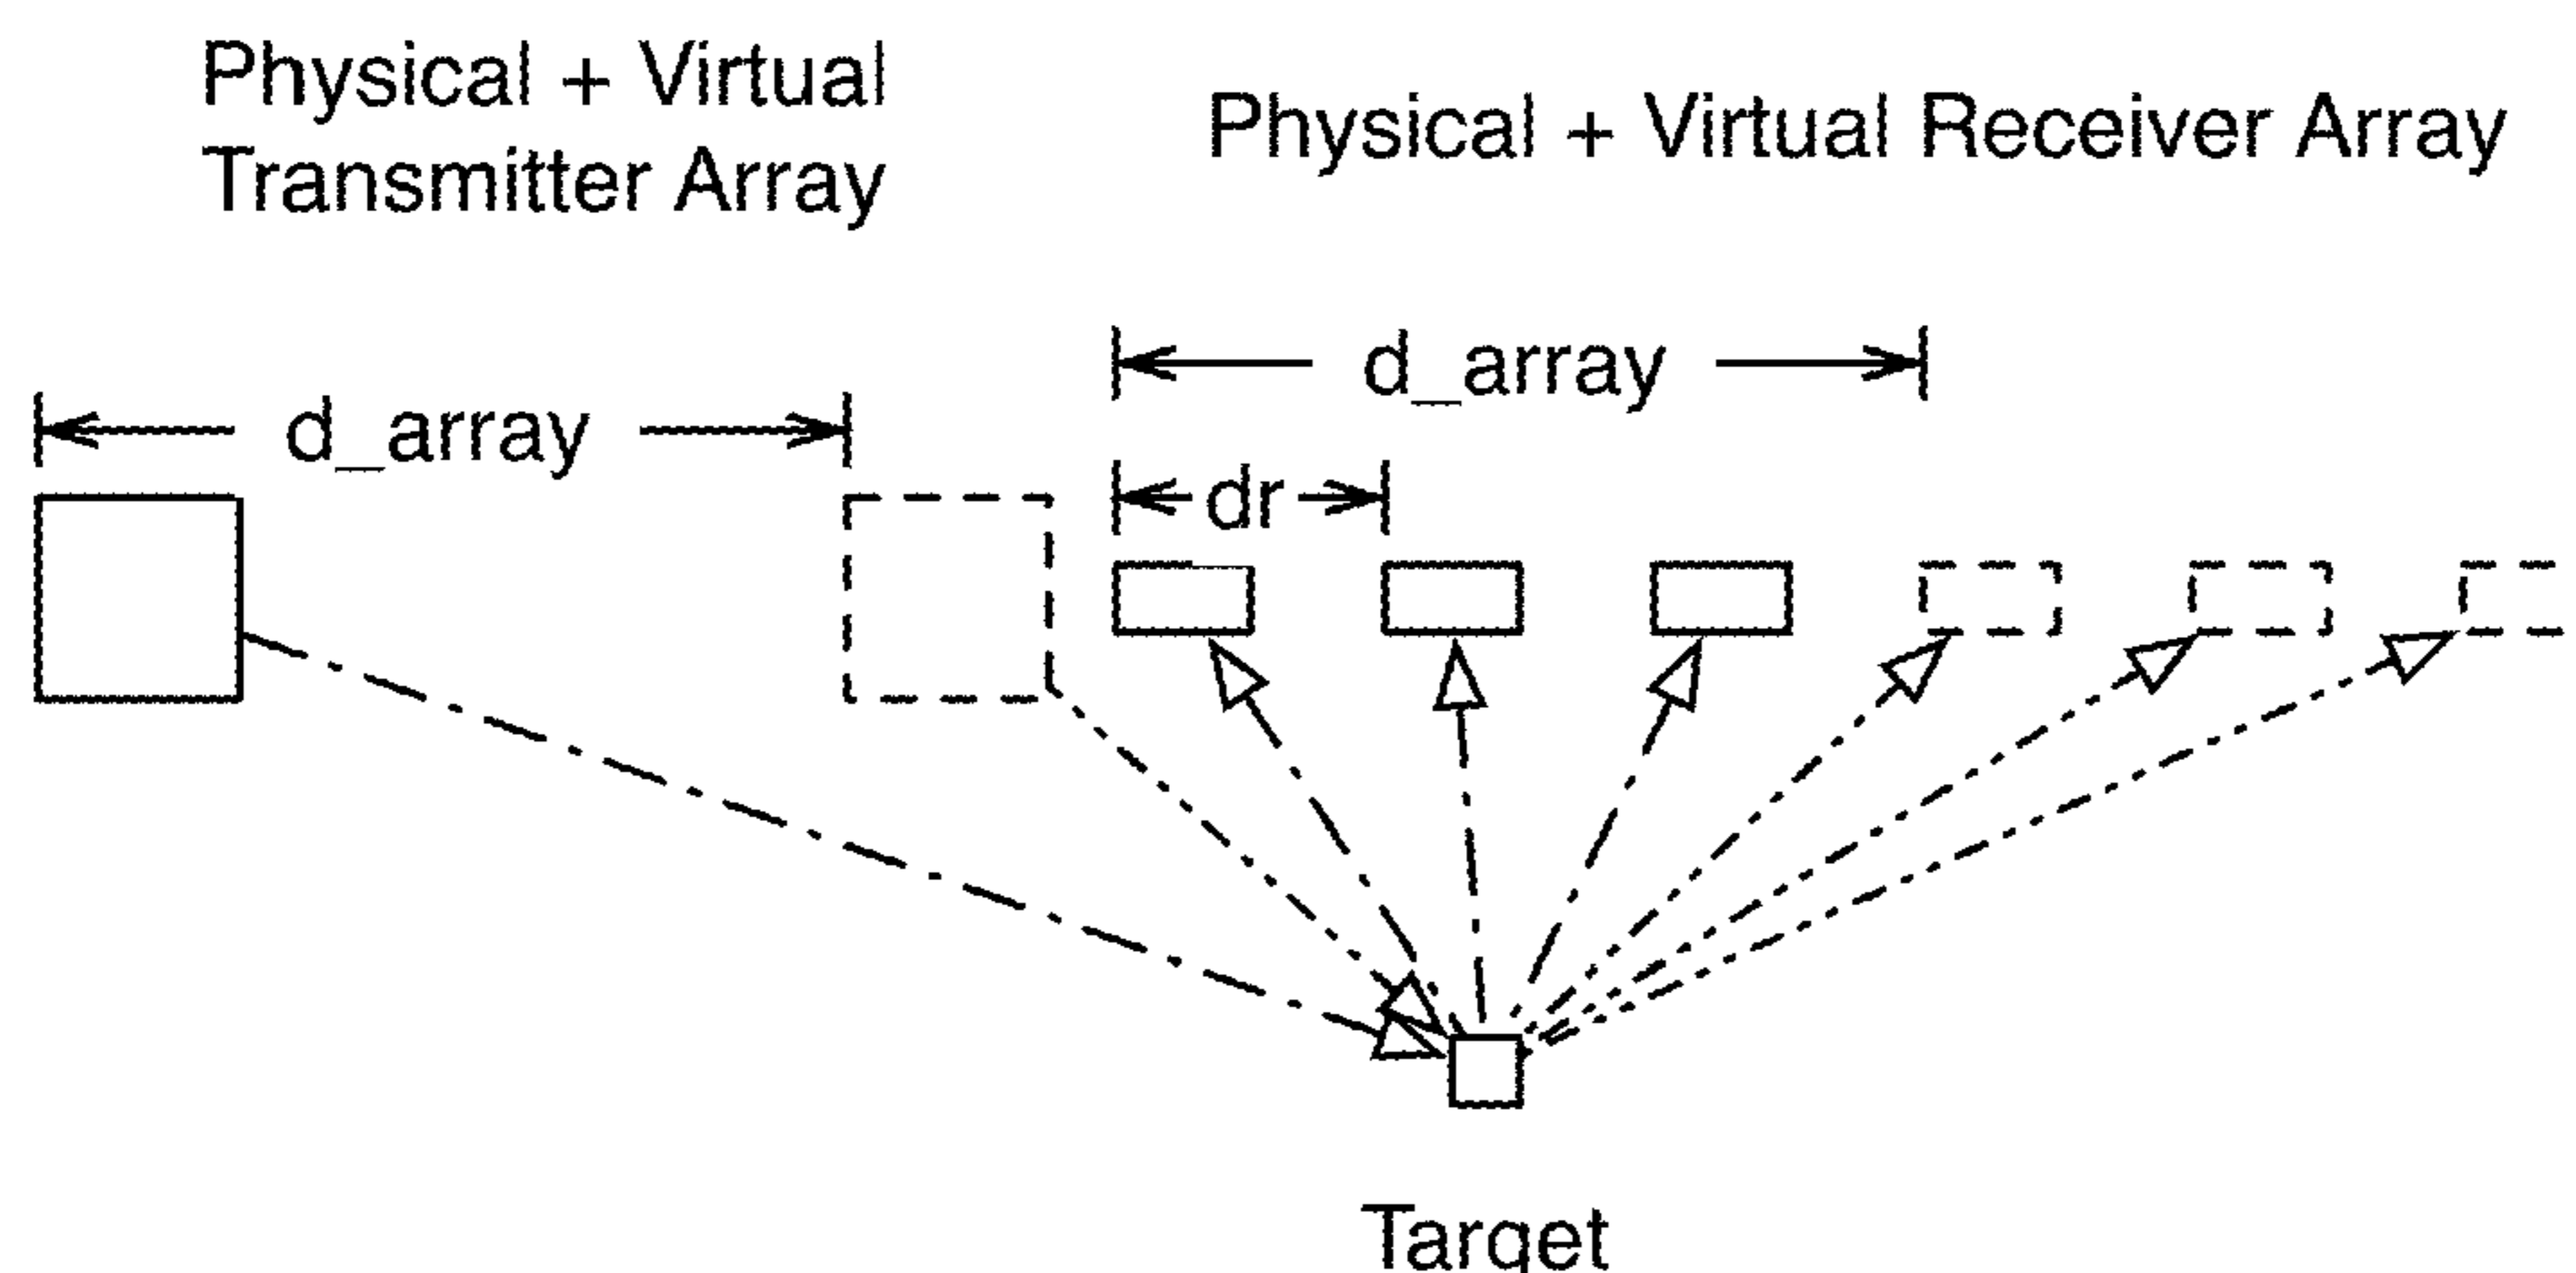 Physical + Virtual
Transmitter Array
Physical + Virtual Receiver Array
d_array
d_array
dr
Target